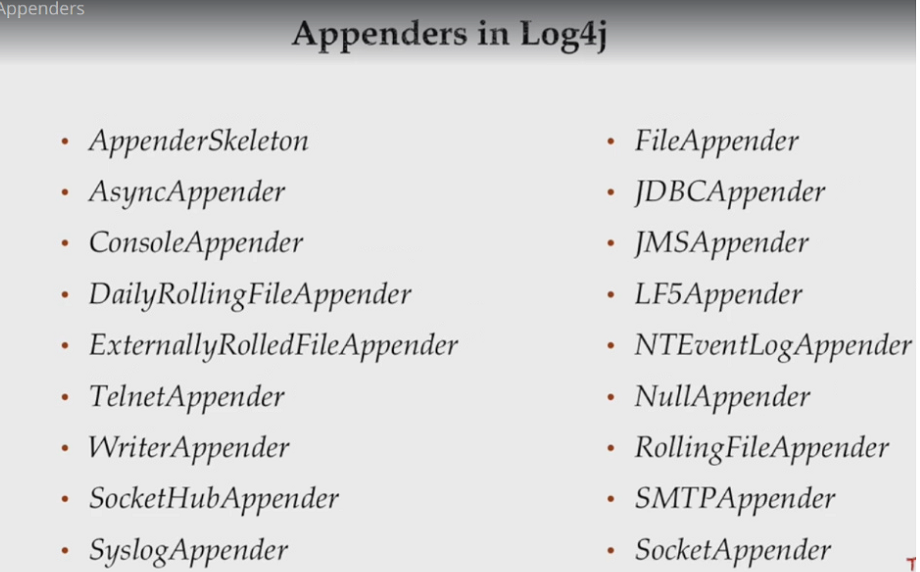 Appenders
Appenders in Log4j
AppenderSkeleton
AsyncAppender
ConsoleAppender
DailyRollingFileAppender
ExternallyRolledFileAppender
TelnetAppender
WriterAppender
SocketHubAppender
SyslogAppender
FileAppender
JDBCAppender
JMSAppender
LF5Appender
NTEventLogAppender
NullAppender
RollingFileAppender
SMTPAppender
SocketAppender